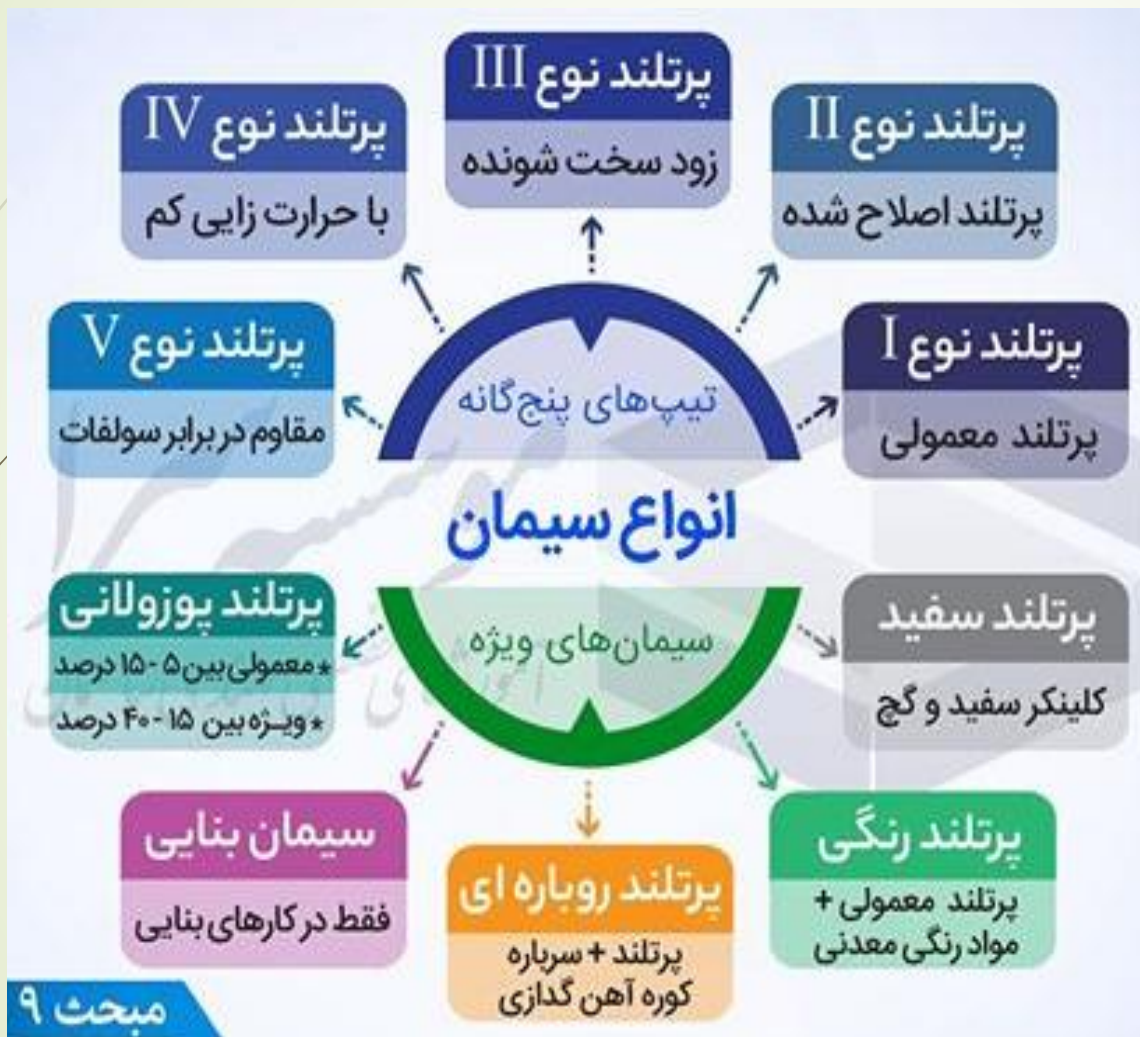 پرتلند نوع III
زود سخت شونده
پرتلند نوع II
پرتلند اصلاح شده
پرتلند نوع IV
با حرارت زایی کم
پرتلند نوع I
پرتلند معمولی
پرتلند نوع V
مقاوم در برابر سولفات
تیپ‌های پنج‌گانه
انواع سیمان
سیمان‌های ویژه
پرتلند سفید
کلینکر سفید و گچ
پرتلند پوزولانی
* معمولی بین ۵ - ۱۵ درصد
* ویژه بین ۱۵ - ۴۰ درصد
پرتلند رنگی
پرتلند معمولی +
مواد رنگی معدنی
پرتلند روباره ای
پرتلند + سرباره
کوره آهن گدازی
سیمان بنایی
فقط در کارهای بنایی
مبحث ۹